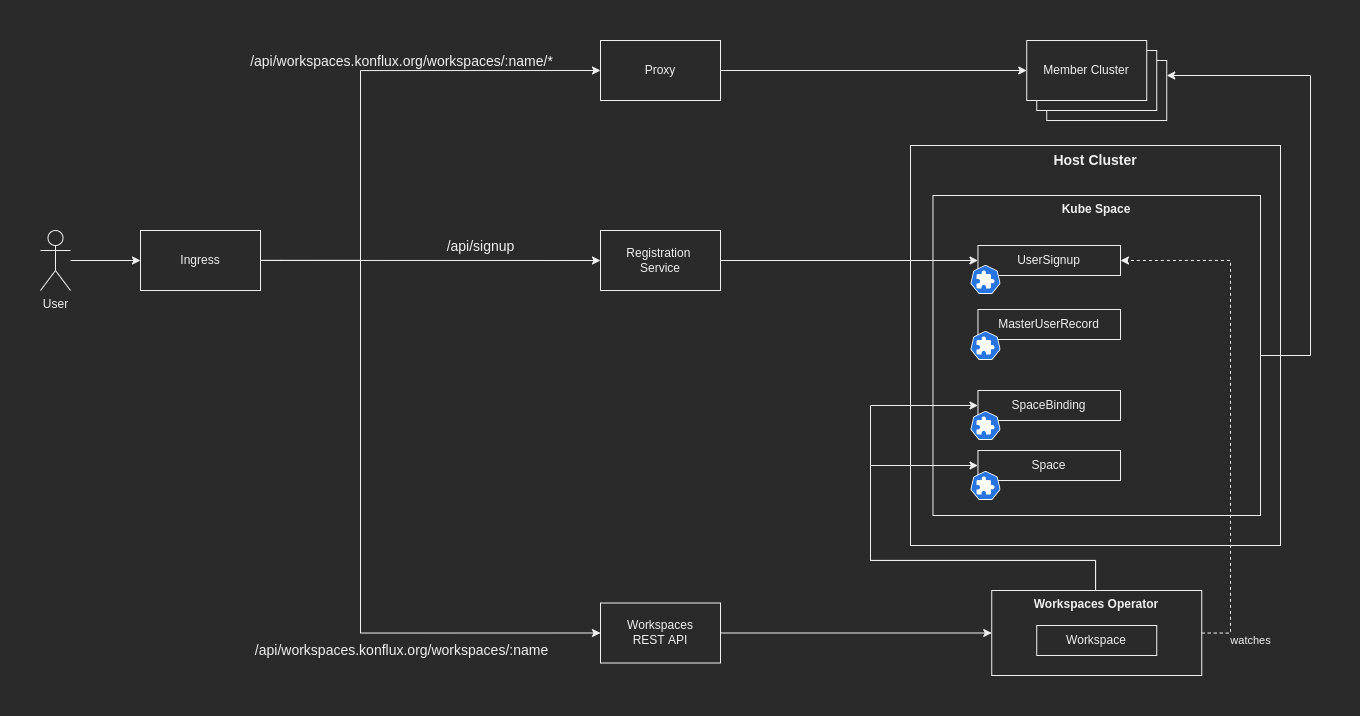 /api/workspaces.konflux.org/workspaces/:name/*
Proxy
Member Cluster
Host Cluster
Kube Space
User
Ingress
/api/signup
Registration
Service
UserSignup
MasterUserRecord
SpaceBinding
Space
/api/workspaces.konflux.org/workspaces/:name
Workspaces
REST API
Workspaces Operator
Workspace
watches